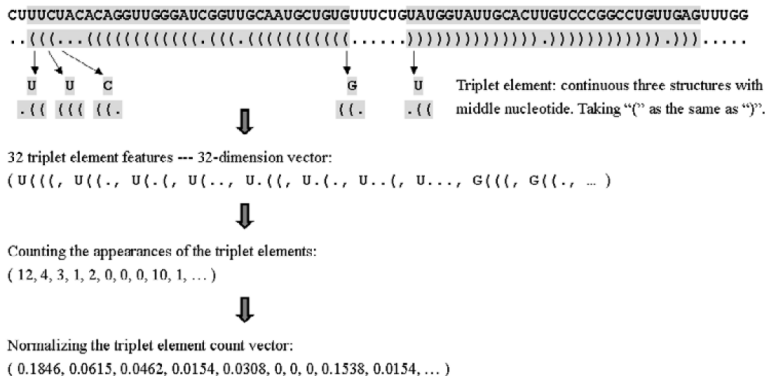 CUUUCUACACAGGUUGGGAUCGGUUGCAAUGCUGUGUUUCUGUAUGGUAUUGCACUUGUCCCGGCCUGUUGAGUUUGG
..(((...((((((((((((.(((.(((((((((((......)))))))))))))).)))))))))))).))).....
U U C G U Triplet element: continuous three structures with
.(( ((( ((. ((. .(( middle nucleotide. Taking “(” as the same as “)”.
32 triplet element features --- 32-dimension vector:
( U(((, U((., U(.(, U(.., U.((, U.(., U..(, U..., G(((, G((., … )
Counting the appearances of the triplet elements:
( 12, 4, 3, 1, 2, 0, 0, 0, 10, 1, … )
Normalizing the triplet element count vector:
( 0.1846, 0.0615, 0.0462, 0.0154, 0.0308, 0, 0, 0, 0.1538, 0.0154, … )